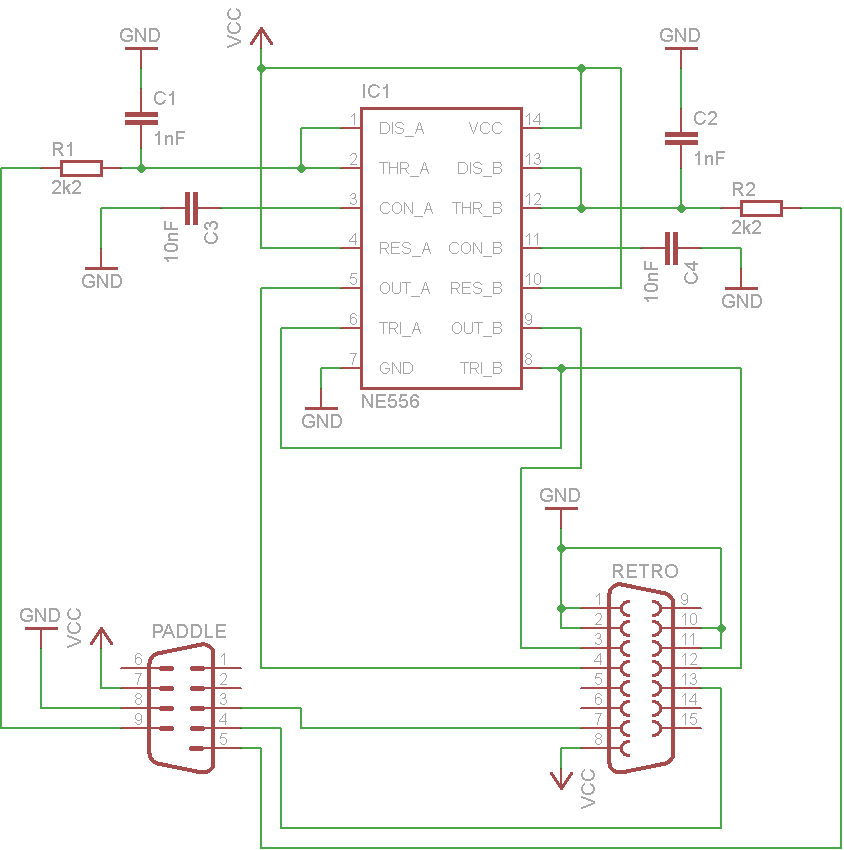 GND
VCC
GND
C1
1nF
IC1
C2
1nF
R1
2k2
1 DIS_A VCC 14
2 THR_A DIS_B 13
3 CON_A THR_B 12
4 RES_A CON_B 11
5 OUT_A RES_B 10
6 TRI_A OUT_B 9
7 GND TRI_B 8
NE556
R2
2k2
10nF
C3
GND
10nF
C4
GND
GND
GND
RETRO
1 9
2 10
3 11
4 12
5 13
6 14
7 15
8
VCC
GND
VCC
PADDLE
6 1
7 2
8 3
9 4
5